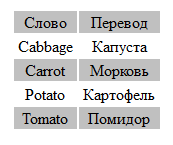 Слово Перевод
Cabbage Капуста
Carrot Морковь
Potato Картофель
Tomato Помидор